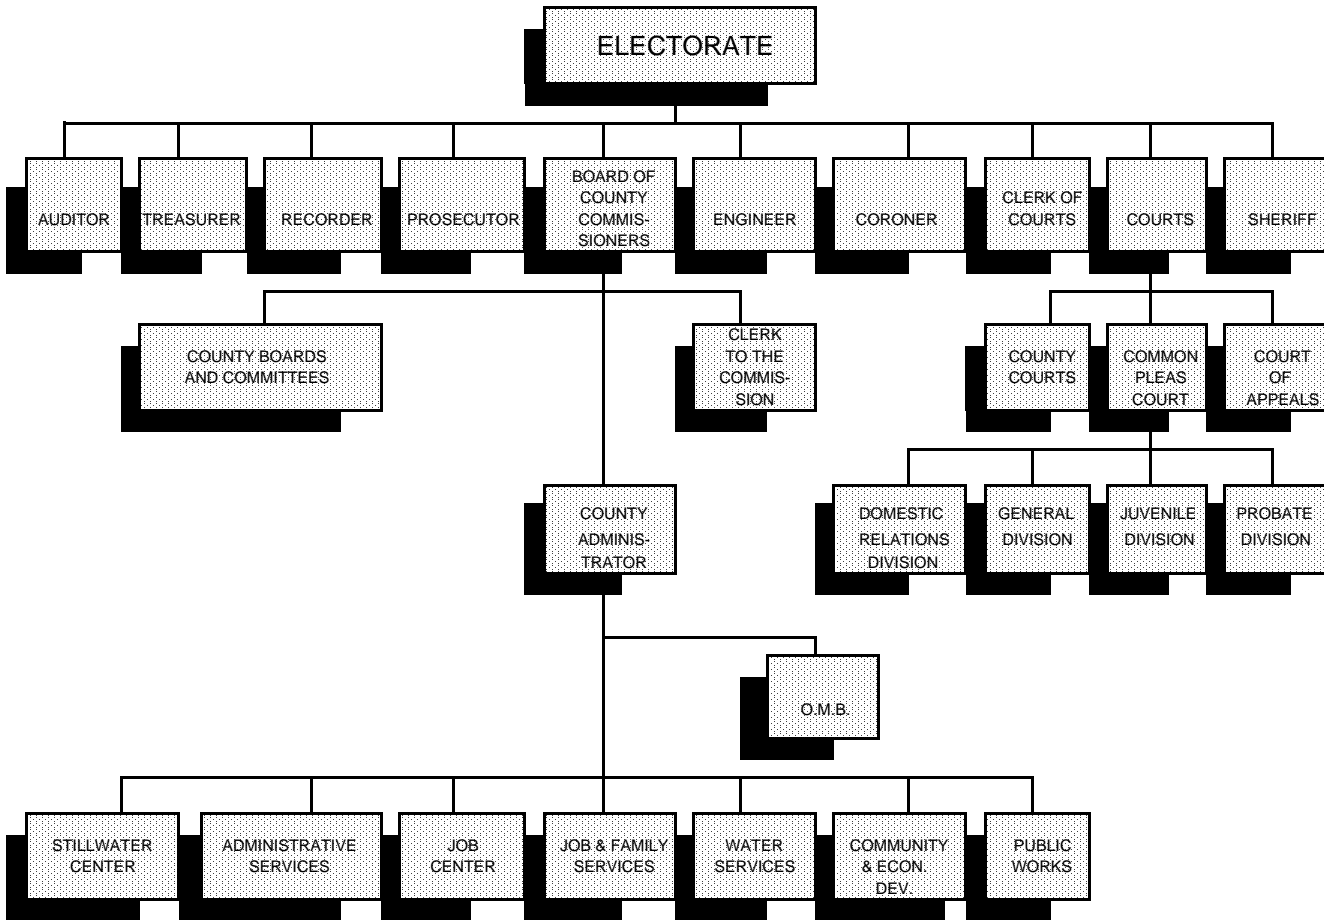 ELECTORATE
AUDITOR
TREASURER
RECORDER
PROSECUTOR
BOARD OF
COUNTY
COMMIS-
SIONERS
ENGINEER
CORONER
CLERK OF
COURTS
COURTS
SHERIFF
COUNTY BOARDS
AND COMMITTEES
CLERK
TO THE
COMMIS-
SION
COUNTY
COURTS
COMMON
PLEAS
COURT
COURT
OF
APPEALS
COUNTY
ADMINIS-
TRATOR
DOMESTIC
RELATIONS
DIVISION
GENERAL
DIVISION
JUVENILE
DIVISION
PROBATE
DIVISION
O.M.B.
STILLWATER
CENTER
ADMINISTRATIVE
SERVICES
JOB
CENTER
JOB & FAMILY
SERVICES
WATER
SERVICES
COMMUNITY
& ECON.
DEV.
PUBLIC
WORKS